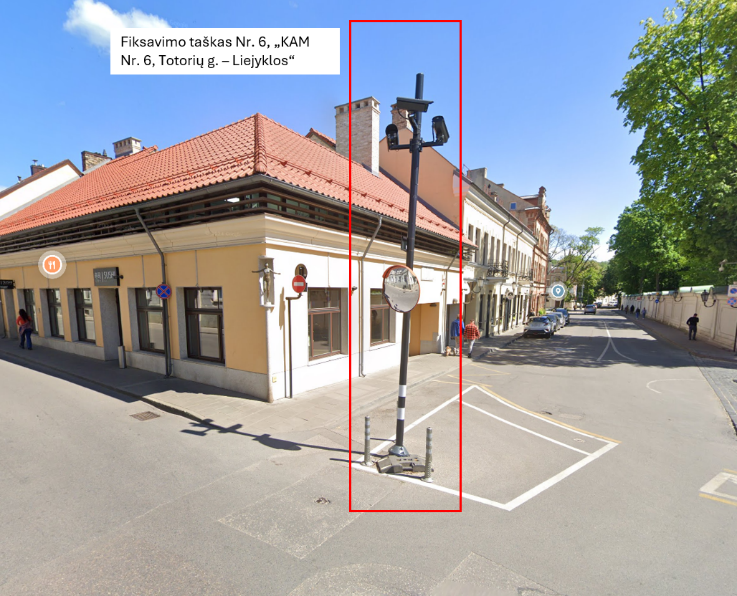 Fiksavimo taškas Nr. 6, „KAM
Nr. 6, Totorių g. – Liejyklos“